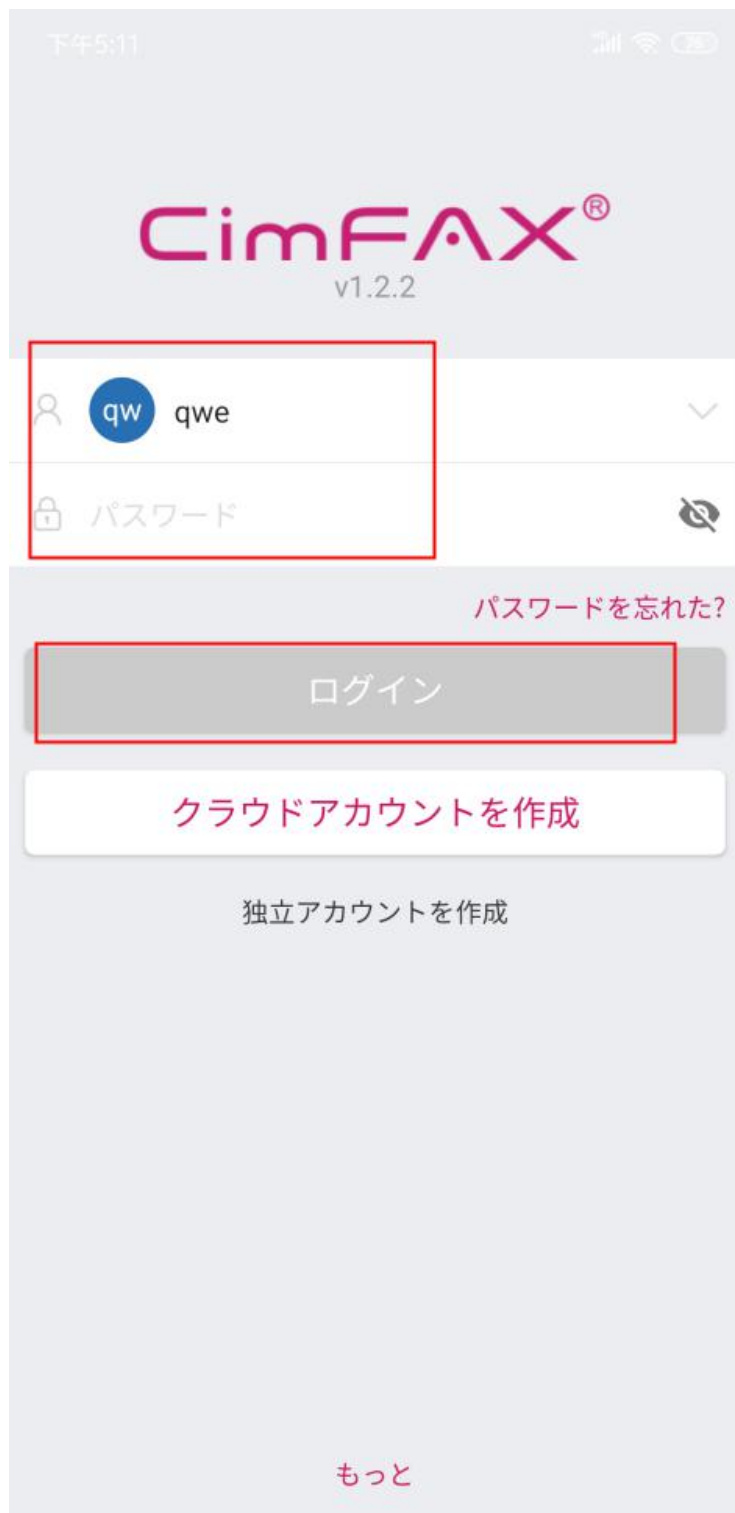 下午5:11
CimFAX®
v1.2.2
qw qwe
パスワード
パスワードを忘れた?
ログイン
クラウドアカウントを作成
独立アカウントを作成
もっと